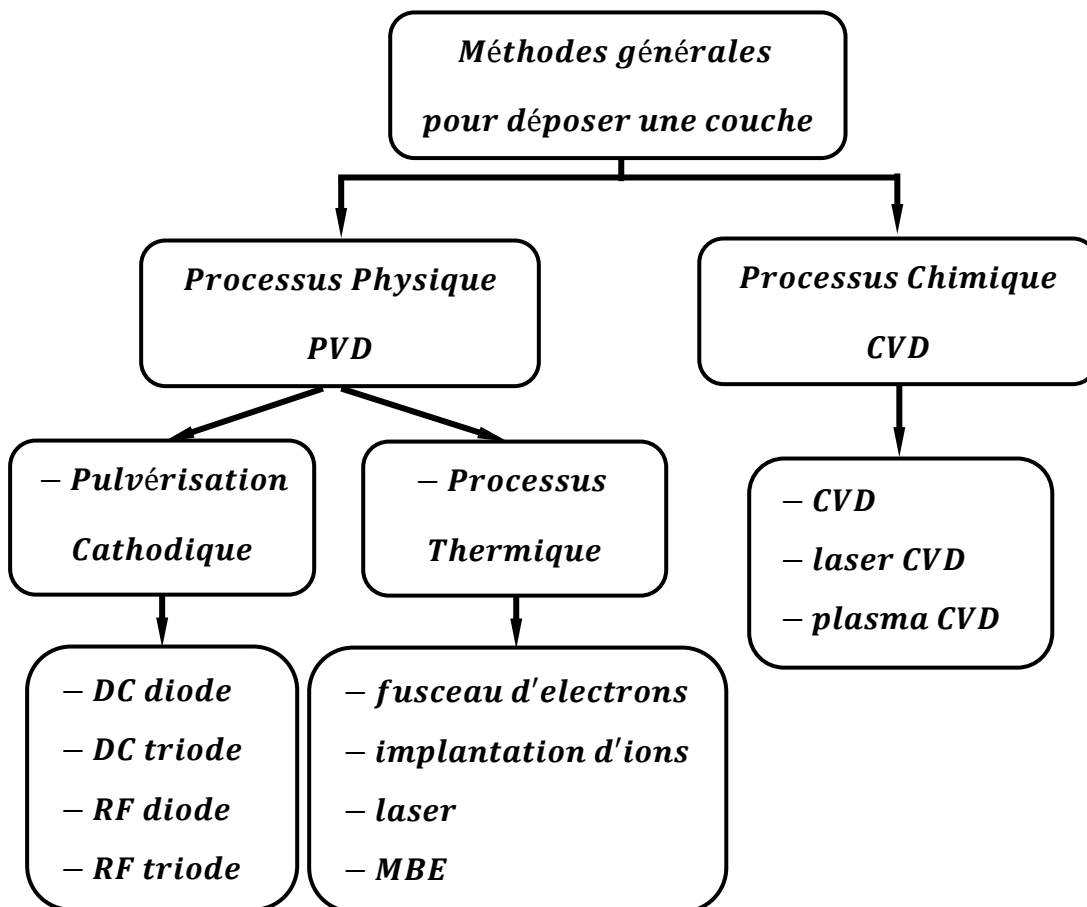 Méthodes générales
pour déposer une couche
Processus Physique
PVD
Processus Chimique
CVD
– Pulvérisation
Cathodique
– Processus
Thermique
– CVD
– laser CVD
– plasma CVD
– DC diode
– DC triode
– RF diode
– RF triode
– fusceau d′electrons
– implantation d′ions
– laser
– MBE